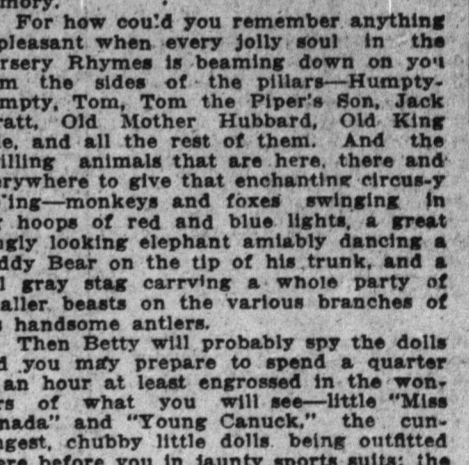 mory.
For how cou'd you remember anything
pleasant when every jolly soul in the
rsery Rhymes is beaming down on you
m the sides of the pillars—Humpty-
mpty, Tom, Tom the Piper's Son, Jack
ratt, Old Mother Hubbard, Old King
le, and all the rest of them. And the
illing animals that are here, there and
erywhere to give that enchanting circus-y
'ing—monkeys and foxes swinging in
hoops of red and blue lights, a great
ngly looking elephant amiably dancing a
ddy Bear on the tip of his trunk, and a
l gray stag carrving a whole party of
aller beasts on the various branches of
s handsome antlers.
Then Betty will probably spy the dolls
d you may prepare to spend a quarter
an hour at least engrossed in the won-
rs of what you will see—little "Miss
nada" and "Young Canuck," the cun-
ngest, chubby little dolls being outfitted
ere before you in jaunty sports suits; the